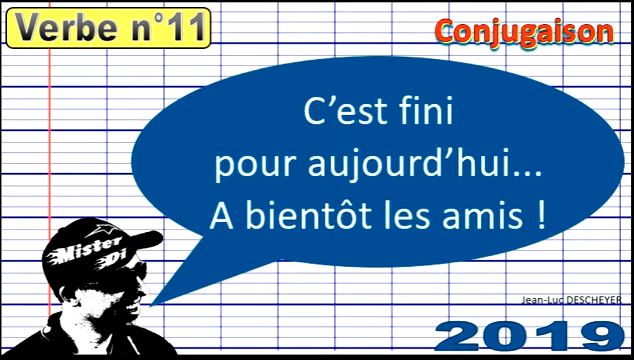 Verbe n°11
Conjugaison
C’est fini
pour aujourd’hui...
A bientôt les amis !
Mister
Di
Jean-Luc DESCHEYER
2019